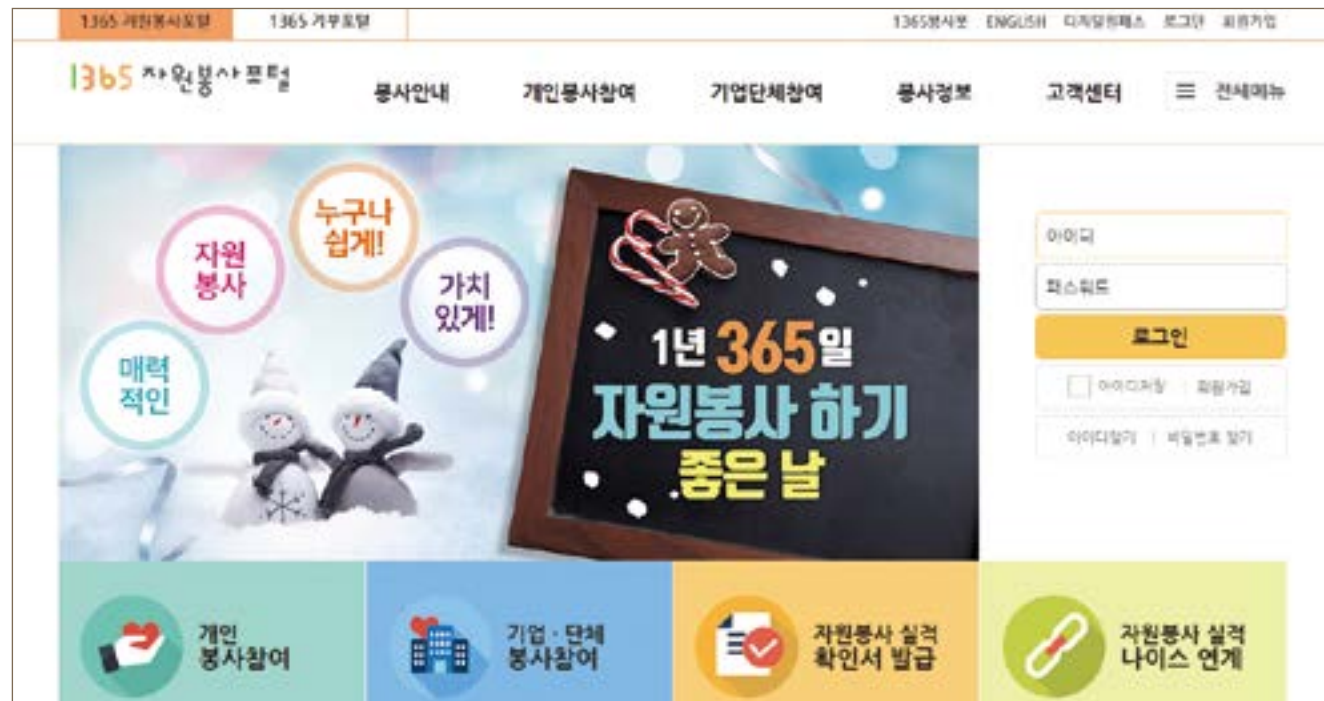 1365 자원봉사포털
1365 기부포털
1365봉사봇 ENGLISH 디지털원패스 로그인 회원가입
1365 자원봉사포털
봉사안내 개인봉사참여 기업단체참여 봉사정보 고객센터 전체메뉴
매력
적인
자원
봉사
누구나
쉽게!
가치
있게!
1년 365일
자원봉사 하기
좋은 날
아이디
패스워드
로그인
아이디저장 회원가입
아이디찾기 비밀번호 찾기
개인
봉사참여
기업·단체
봉사참여
자원봉사 실적
확인서 발급
자원봉사 실적
나이스 연계